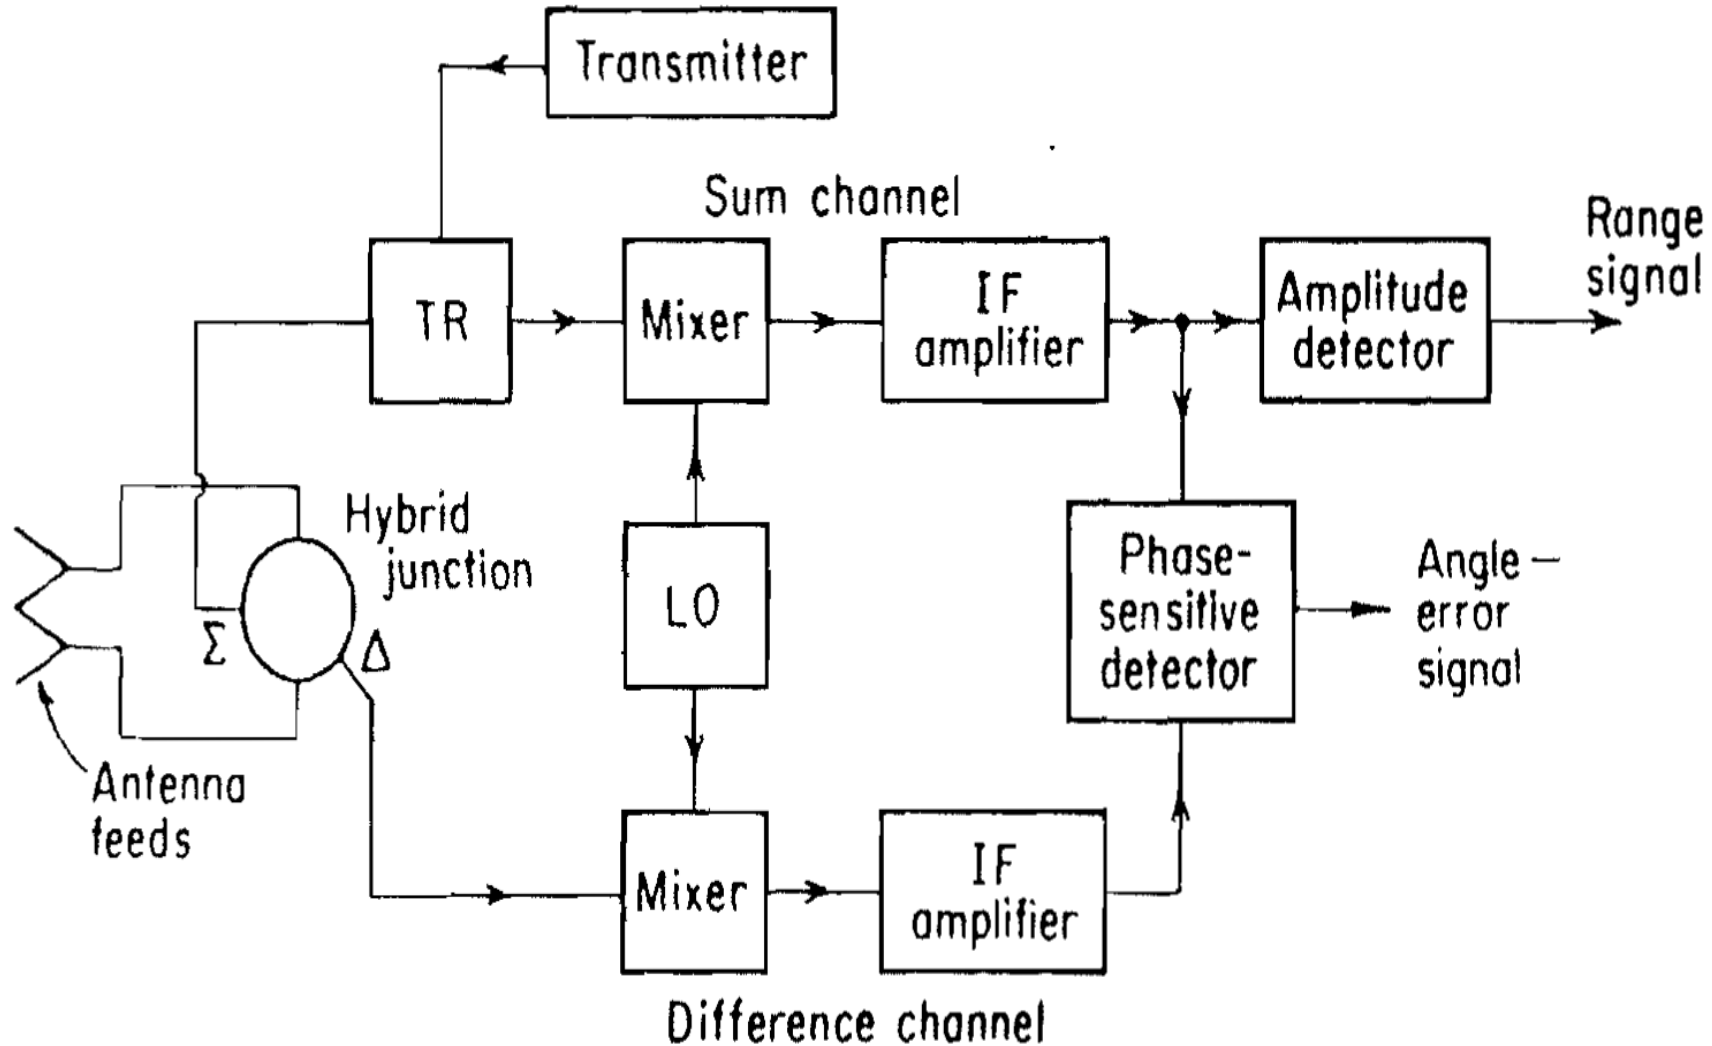 Transmitter
Sum channel
Range
signal
TR
Mixer
IF
amplifier
Amplitude
detector
Hybrid
junction
Σ
Δ
LO
Phase-
sensitive
detector
Angle —
error
signal
Antenna
feeds
Mixer
IF
amplifier
Difference channel